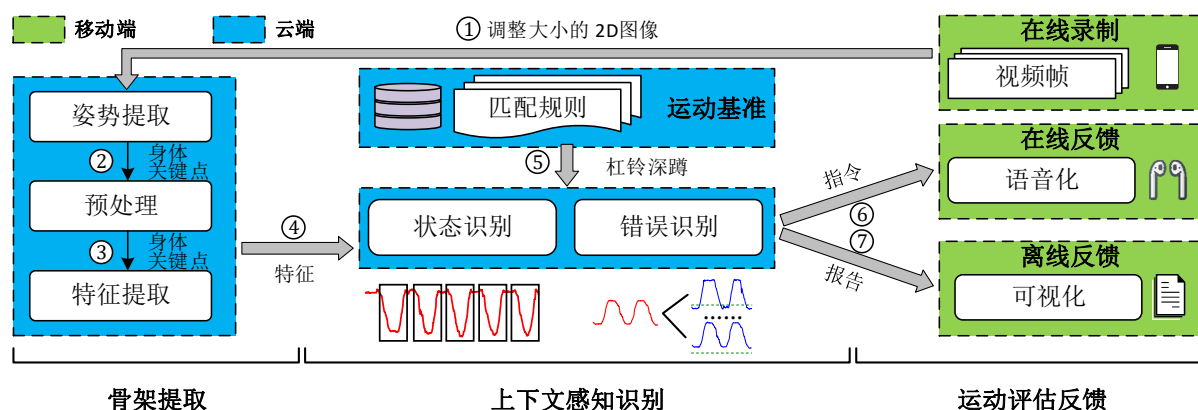 移动端
云端
① 调整大小的 2D图像
在线录制
视频帧
姿势提取
② 身体
关键点
预处理
③ 身体
关键点
特征提取
④
特征
匹配规则
运动基准
⑤ 杠铃深蹲
状态识别
错误识别
指令
⑥
⑦
报告
在线反馈
语音化
离线反馈
可视化
骨架提取
上下文感知识别
运动评估反馈